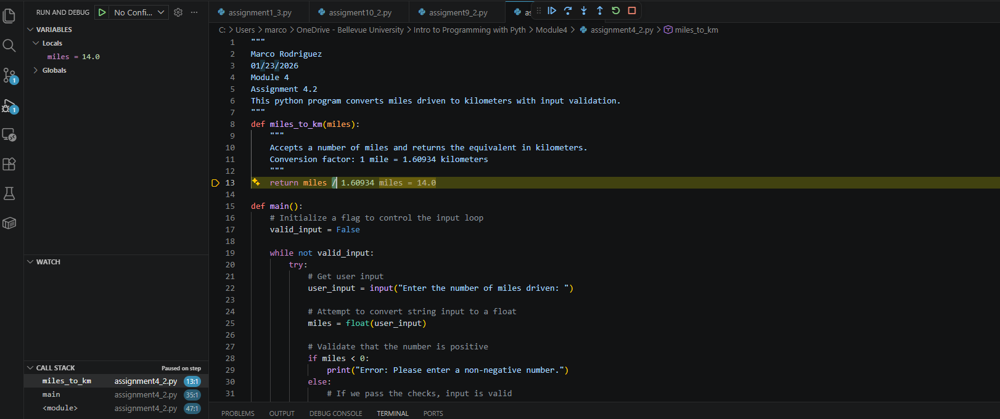 RUN AND DEBUG No Confi... ···
VARIABLES
Locals
miles = 14.0
Globals
WATCH
CALL STACK Paused on step
miles_to_km assignment4_2.py 13:1
main assignment4_2.py 35:1
<module> assignment4_2.py 47:1
1
1
assignment1_3.py assigment10_2.py assigment9_2.py as
C: > Users > marco > OneDrive - Bellevue University > Intro to Programming with Pyth > Module4 > assignment4_2.py > miles_to_km
1 """
2 Marco Rodriguez
3 01/23/2026
4 Module 4
5 Assignment 4.2
6 This python program converts miles driven to kilometers with input validation.
7 """
8 def miles_to_km(miles):
9 """
10 Accepts a number of miles and returns the equivalent in kilometers.
11 Conversion factor: 1 mile = 1.60934 kilometers
12 """
13 return miles / 1.60934 miles = 14.0
14
15 def main():
16 # Initialize a flag to control the input loop
17 valid_input = False
18
19 while not valid_input:
20 try:
21 # Get user input
22 user_input = input("Enter the number of miles driven: ")
23
24 # Attempt to convert string input to a float
25 miles = float(user_input)
26
27 # Validate that the number is positive
28 if miles < 0:
29 print("Error: Please enter a non-negative number.")
30 else:
31 # If we pass the checks, input is valid
PROBLEMS OUTPUT DEBUG CONSOLE TERMINAL PORTS